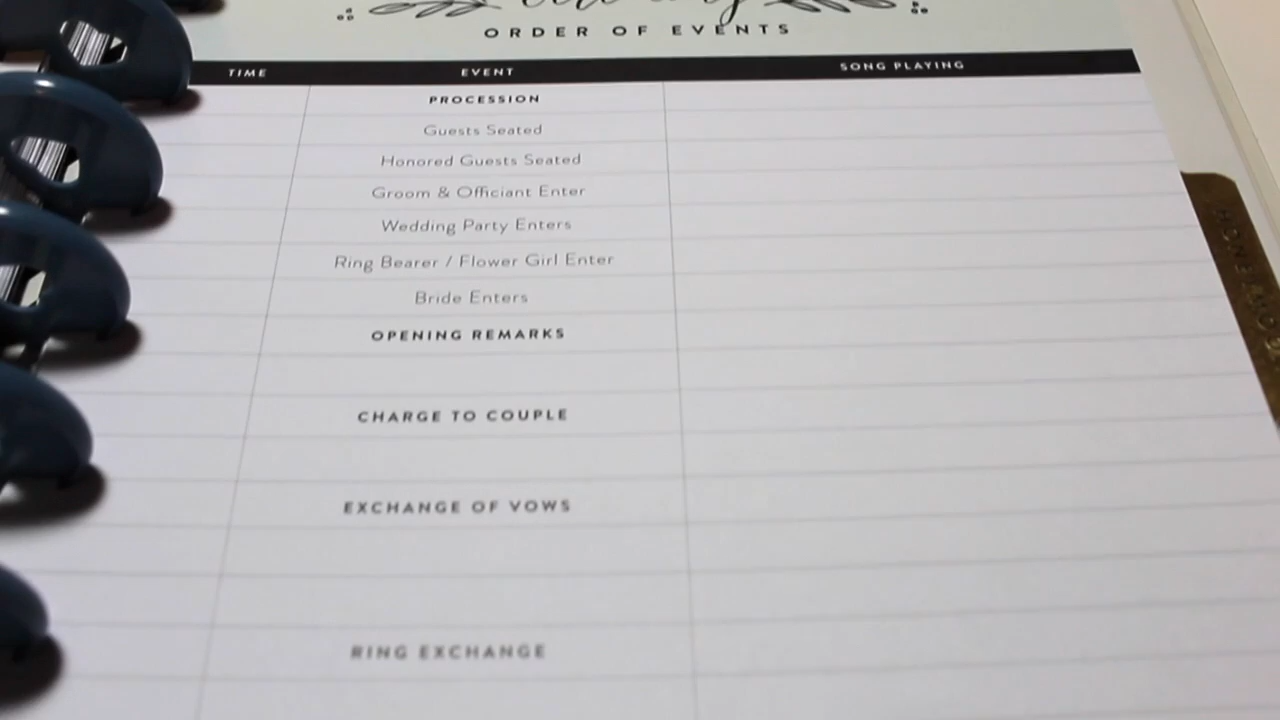 ORDER OF EVENTS
TIME EVENT SONG PLAYING
PROCESSION
Guests Seated
Honored Guests Seated
Groom & Officiant Enter
Wedding Party Enters
Ring Bearer / Flower Girl Enter
Bride Enters
OPENING REMARKS
CHARGE TO COUPLE
EXCHANGE OF VOWS
RING EXCHANGE